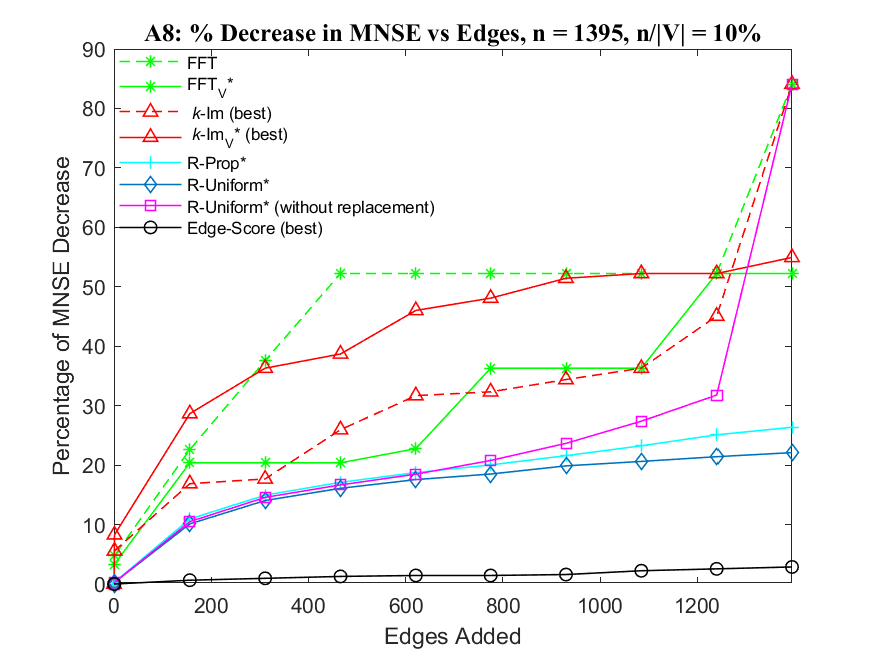 A8: % Decrease in MNSE vs Edges, n = 1395, n/|V| = 10%
Percentage of MNSE Decrease
90
80
70
60
50
40
30
20
10
0
FFT
FFT_V*
k-Im (best)
k-Im_V* (best)
R-Prop*
R-Uniform*
R-Uniform* (without replacement)
Edge-Score (best)
0 200 400 600 800 1000 1200
Edges Added